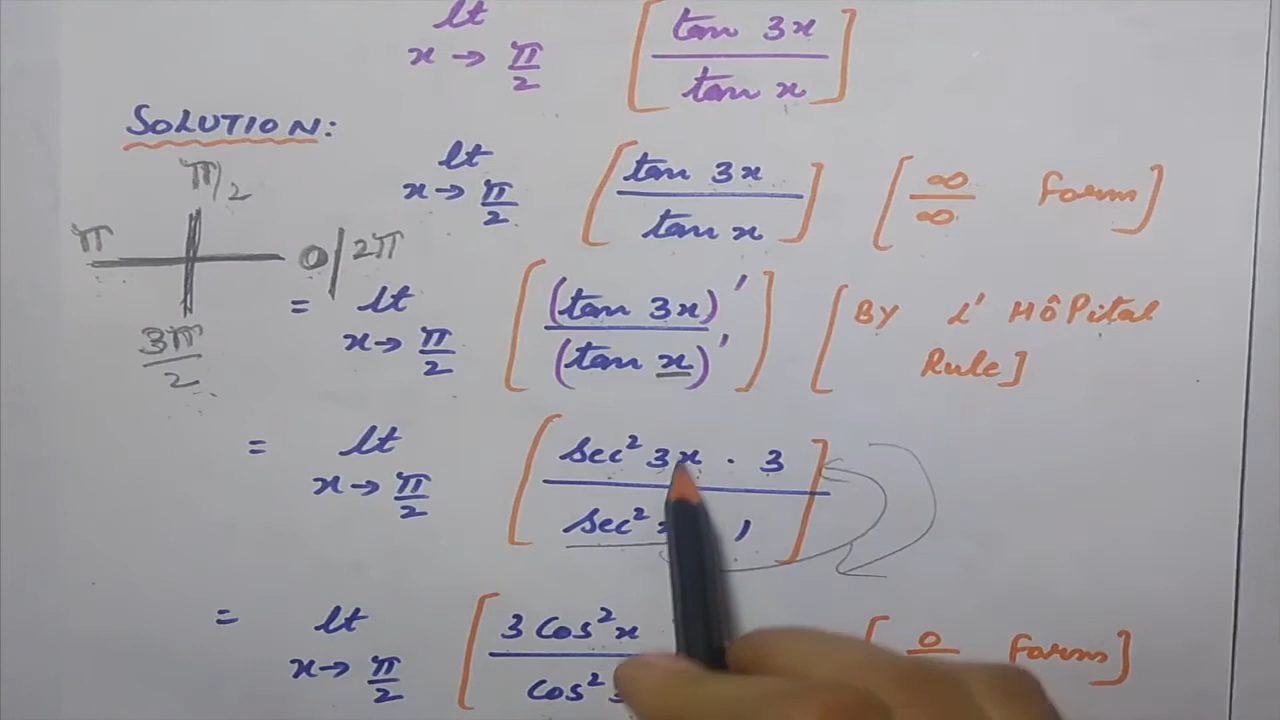 lt x → π/2 [ tan 3x / tan x ]
SOLUTION:
lt x → π/2 [ tan 3x / tan x ] [ ∞ / ∞ Form ]
π/2
π 0 | 2π
3π/2
= lt x → π/2 [ (tan 3x)' / (tan x)' ] [ BY L' HÔPital Rule ]
= lt x → π/2 [ sec² 3x · 3 / sec² 1 ]
= lt x → π/2 [ 3 cos² x / cos² [ 0 Form ]